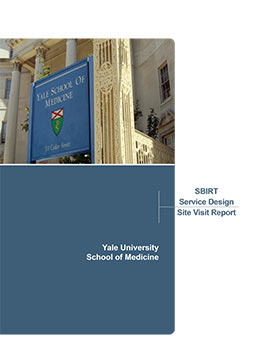 YALE SCHOOL OF
MEDICINE
333 Cedar Street
SBIRT
Service Design
Site Visit Report
Yale University
School of Medicine